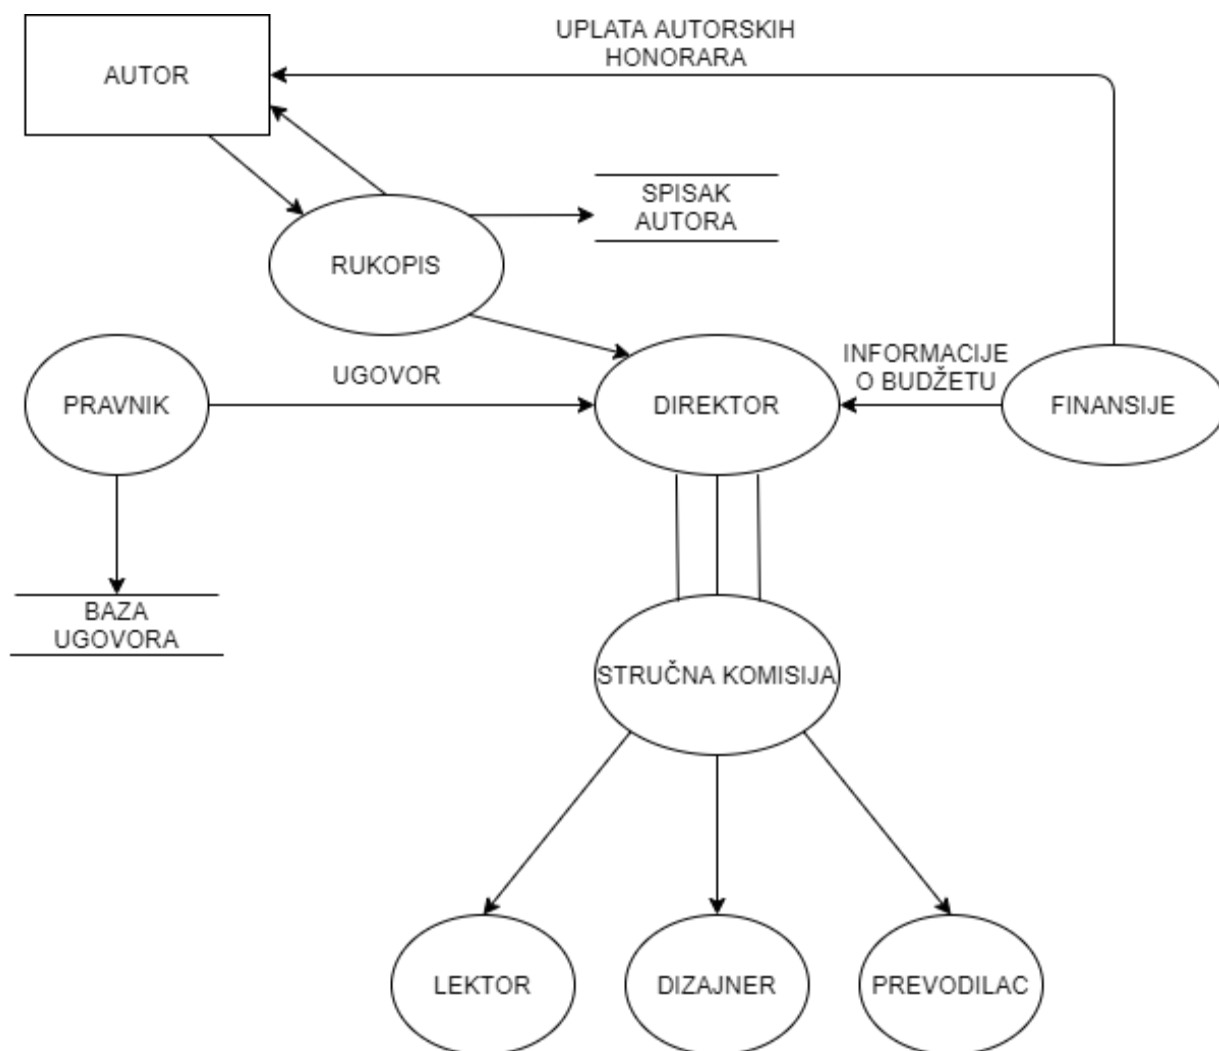 UPLATA AUTORSKIH
HONORARA
AUTOR
SPISAK
AUTORA
RUKOPIS
UGOVOR
INFORMACIJE
O BUDŽETU
PRAVNIK
DIREKTOR
FINANSIJE
BAZA
UGOVORA
STRUČNA KOMISIJA
LEKTOR
DIZAJNER
PREVODILAC